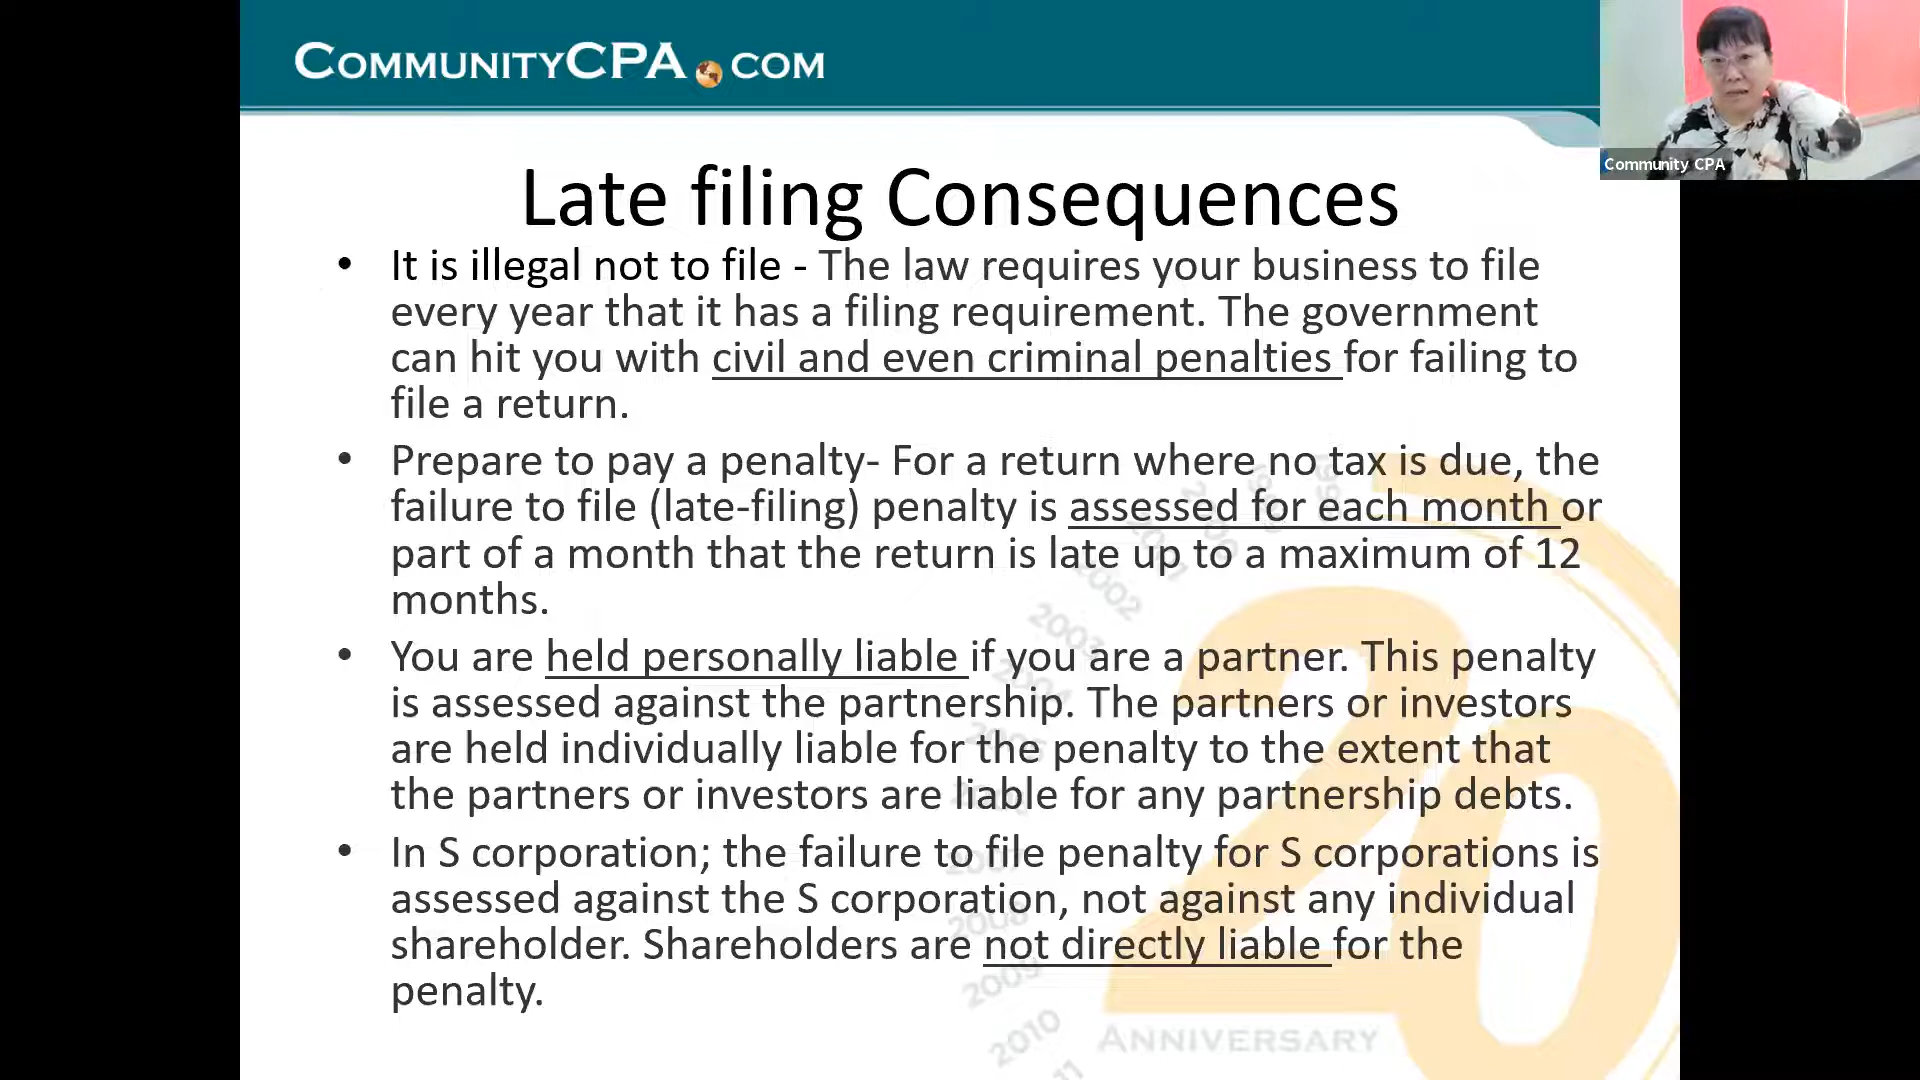 COMMUNITYCPA.COM
Community CPA
Late filing Consequences
• It is illegal not to file - The law requires your business to file
every year that it has a filing requirement. The government
can hit you with civil and even criminal penalties for failing to
file a return.
• Prepare to pay a penalty- For a return where no tax is due, the
failure to file (late-filing) penalty is assessed for each month or
part of a month that the return is late up to a maximum of 12
months.
• You are held personally liable if you are a partner. This penalty
is assessed against the partnership. The partners or investors
are held individually liable for the penalty to the extent that
the partners or investors are liable for any partnership debts.
• In S corporation; the failure to file penalty for S corporations is
assessed against the S corporation, not against any individual
shareholder. Shareholders are not directly liable for the
penalty.
2002
2003
2004
2007
2008
2009
2010
20
ANNIVERSARY